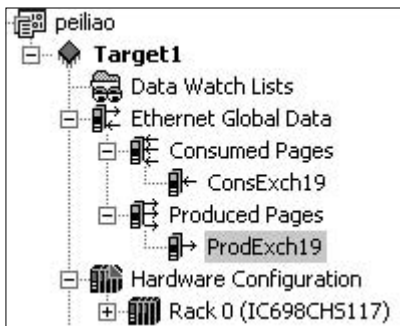 peiliao
Target1
Data Watch Lists
Ethernet Global Data
Consumed Pages
ConsExch19
Produced Pages
ProdExch19
Hardware Configuration
Rack 0 (IC698CHS117)